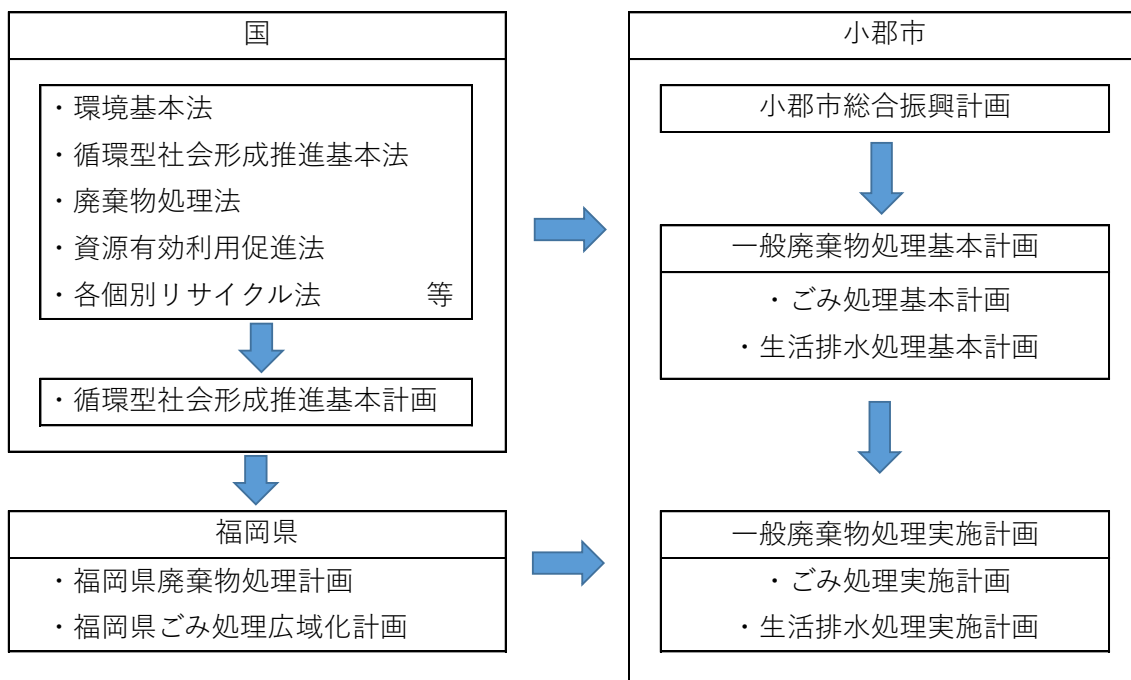 国
・環境基本法
・循環型社会形成推進基本法
・廃棄物処理法
・資源有効利用促進法
・各個別リサイクル法　　　　等
・循環型社会形成推進基本計画
福岡県
・福岡県廃棄物処理計画
・福岡県ごみ処理広域化計画
小郡市
小郡市総合振興計画
一般廃棄物処理基本計画
・ごみ処理基本計画
・生活排水処理基本計画
一般廃棄物処理実施計画
・ごみ処理実施計画
・生活排水処理実施計画